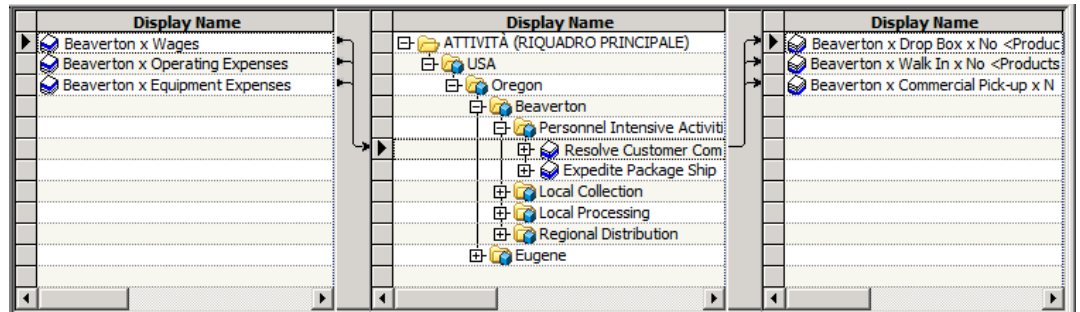 Display Name
Beaverton x Wages
Beaverton x Operating Expenses
Beaverton x Equipment Expenses
Display Name
ATTIVITÀ (RIQUADRO PRINCIPALE)
USA
Oregon
Beaverton
Personnel Intensive Activiti
Resolve Customer Com
Expedite Package Ship
Local Collection
Local Processing
Regional Distribution
Eugene
Display Name
Beaverton x Drop Box x No <Produc
Beaverton x Walk In x No <Products
Beaverton x Commercial Pick-up x N